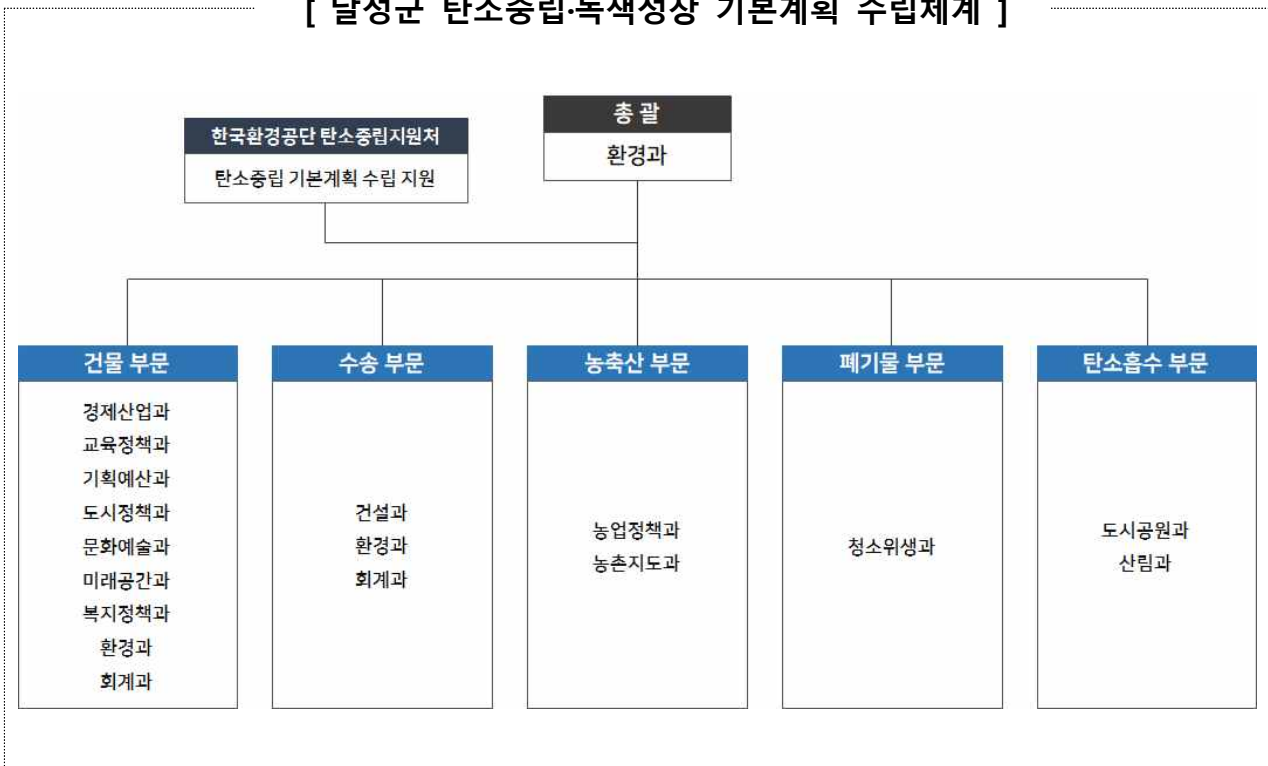 [ 달성군 탄소중립·녹색성장 기본계획 수립체계 ]
총 괄
환경과
한국환경공단 탄소중립지원처
탄소중립 기본계획 수립 지원
건물 부문
경제산업과
교육정책과
기획예산과
도시정책과
문화예술과
미래공간과
복지정책과
환경과
회계과
수송 부문
건설과
환경과
회계과
농축산 부문
농업정책과
농촌지도과
폐기물 부문
청소위생과
탄소흡수 부문
도시공원과
산림과